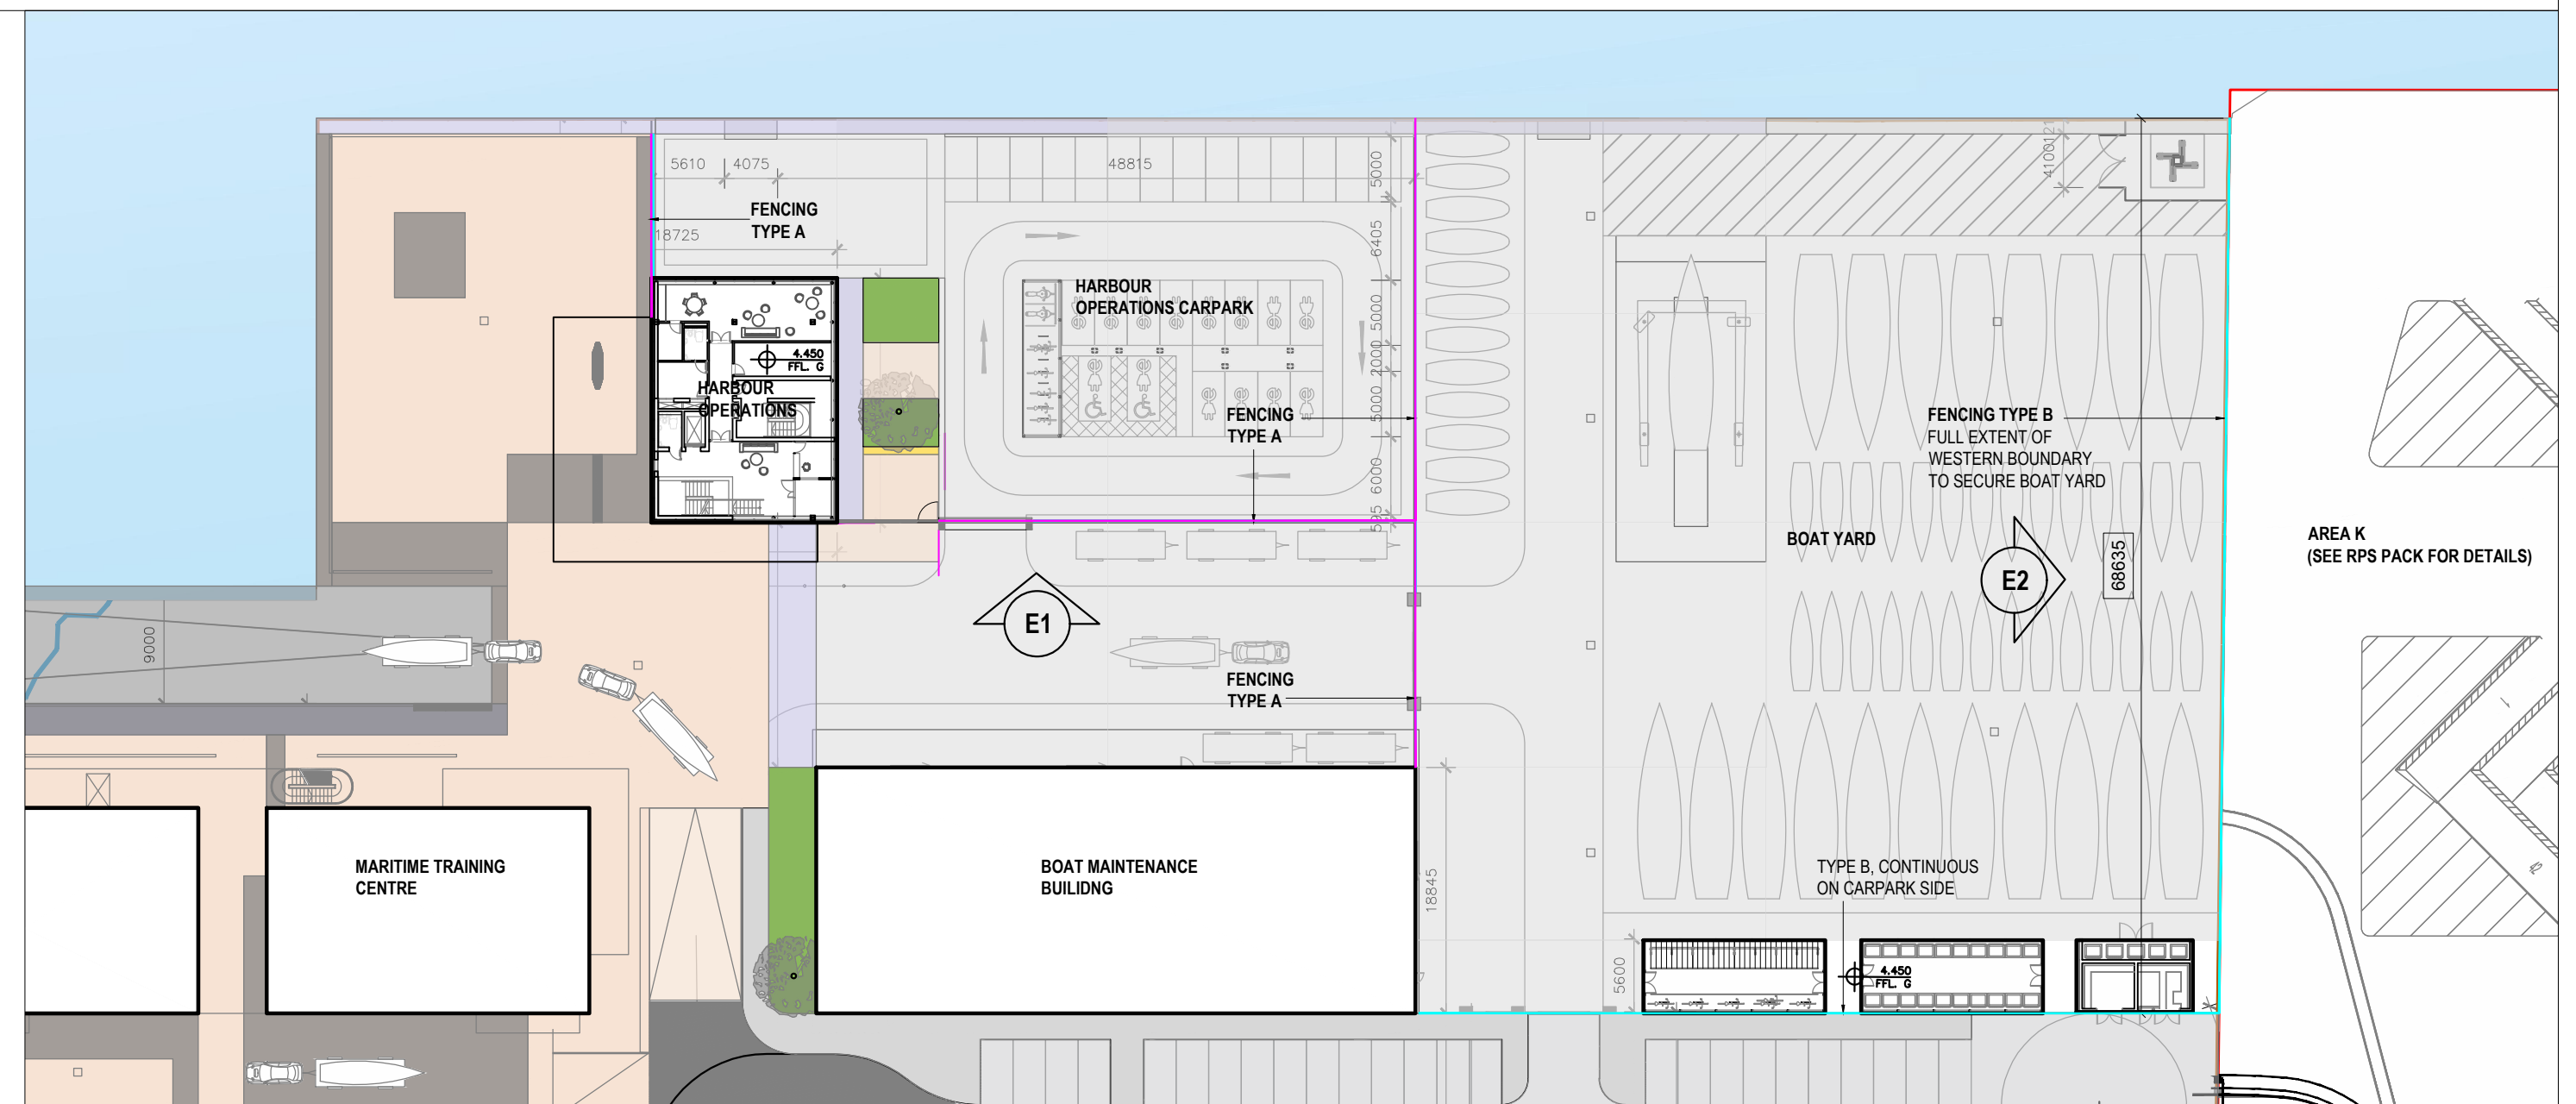 5610
4075
48815
5000
4100
FENCING
TYPE A
18725
6405
HARBOUR
OPERATIONS CARPARK
5000
4.450
FFL. G
2000
HARBOUR
OPERATIONS
5000
FENCING
TYPE A
FENCING TYPE B
FULL EXTENT OF
WESTERN BOUNDARY
TO SECURE BOAT YARD
6000
595
BOAT YARD
AREA K
(SEE RPS PACK FOR DETAILS)
E2
68635
E1
9000
FENCING
TYPE A
MARITIME TRAINING
CENTRE
BOAT MAINTENANCE
BUILIDNG
18845
TYPE B, CONTINUOUS
ON CARPARK SIDE
42
5600
4.450
FFL. G